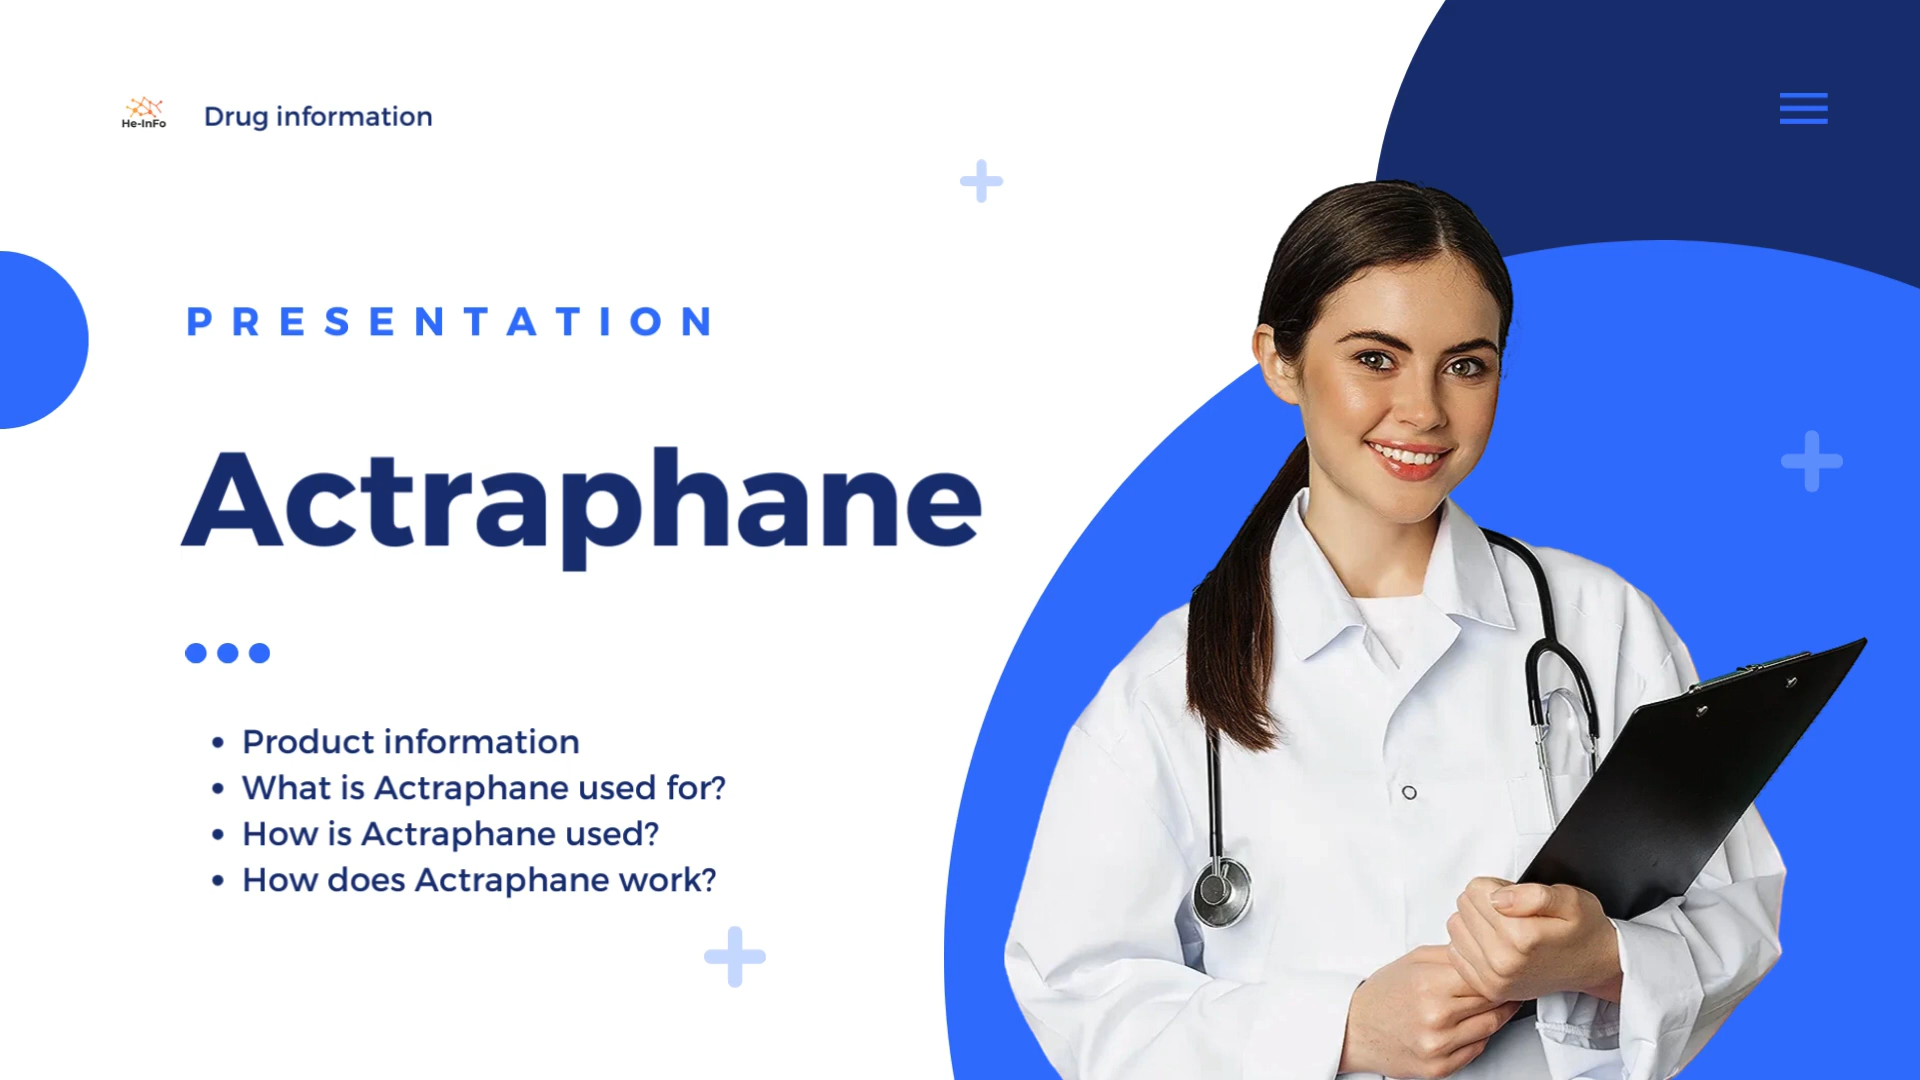 He-InFo
Drug information
PRESENTATION
Actraphane
• Product information
• What is Actraphane used for?
• How is Actraphane used?
• How does Actraphane work?